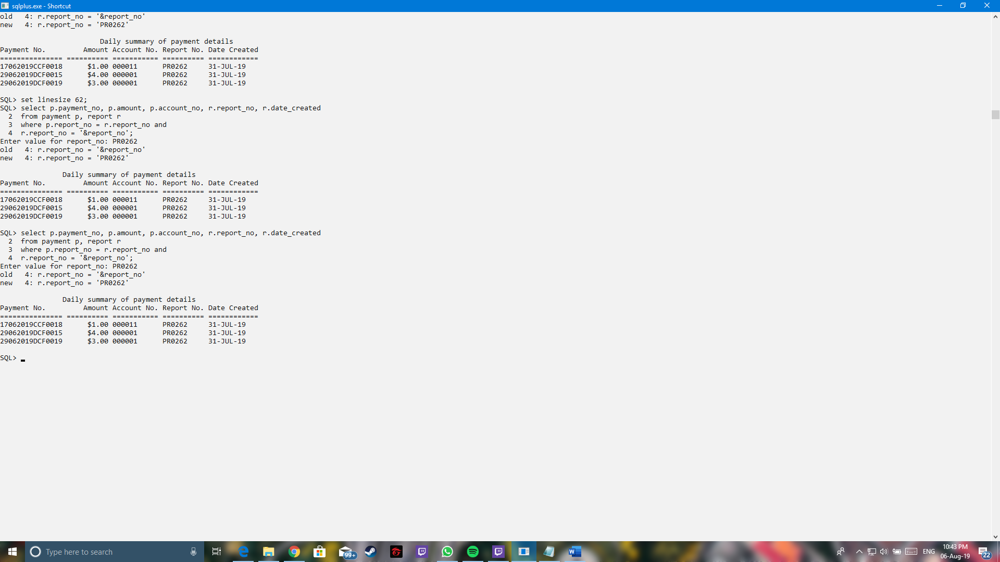 sqlplus.exe - Shortcut
old   4: r.report_no = '&report_no'
new   4: r.report_no = 'PR0262'
                        Daily summary of payment details
Payment No.         Amount Account No. Report No. Date Created
=============== ========== =========== ========== ============
17062019CCF0018      $1.00 000011      PR0262     31-JUL-19
29062019DCF0015      $4.00 000001      PR0262     31-JUL-19
29062019DCF0019      $3.00 000001      PR0262     31-JUL-19
SQL> set linesize 62;
SQL> select p.payment_no, p.amount, p.account_no, r.report_no, r.date_created
  2  from payment p, report r
  3  where p.report_no = r.report_no and
  4  r.report_no = '&report_no';
Enter value for report_no: PR0262
old   4: r.report_no = '&report_no'
new   4: r.report_no = 'PR0262'
               Daily summary of payment details
Payment No.         Amount Account No. Report No. Date Created
=============== ========== =========== ========== ============
17062019CCF0018      $1.00 000011      PR0262     31-JUL-19
29062019DCF0015      $4.00 000001      PR0262     31-JUL-19
29062019DCF0019      $3.00 000001      PR0262     31-JUL-19
SQL> select p.payment_no, p.amount, p.account_no, r.report_no, r.date_created
  2  from payment p, report r
  3  where p.report_no = r.report_no and
  4  r.report_no = '&report_no';
Enter value for report_no: PR0262
old   4: r.report_no = '&report_no'
new   4: r.report_no = 'PR0262'
               Daily summary of payment details
Payment No.         Amount Account No. Report No. Date Created
=============== ========== =========== ========== ============
17062019CCF0018      $1.00 000011      PR0262     31-JUL-19
29062019DCF0015      $4.00 000001      PR0262     31-JUL-19
29062019DCF0019      $3.00 000001      PR0262     31-JUL-19
SQL> _
Type here to search
99+
ENG
10:43 PM
06-Aug-19
22